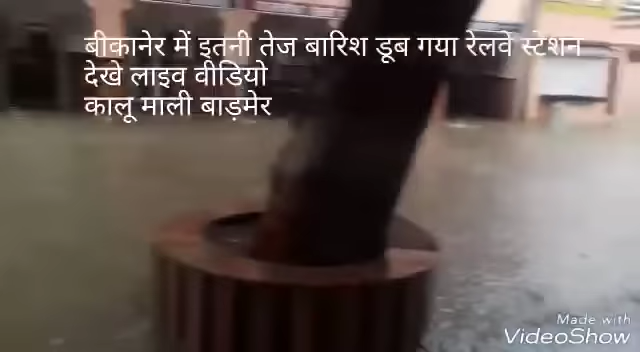 बीकानेर में इतनी तेज बारिश डूब गया रेलवे स्टेशन
देखे लाइव वीडियो
कालू माली बाड़मेर
Made with
VideoShow